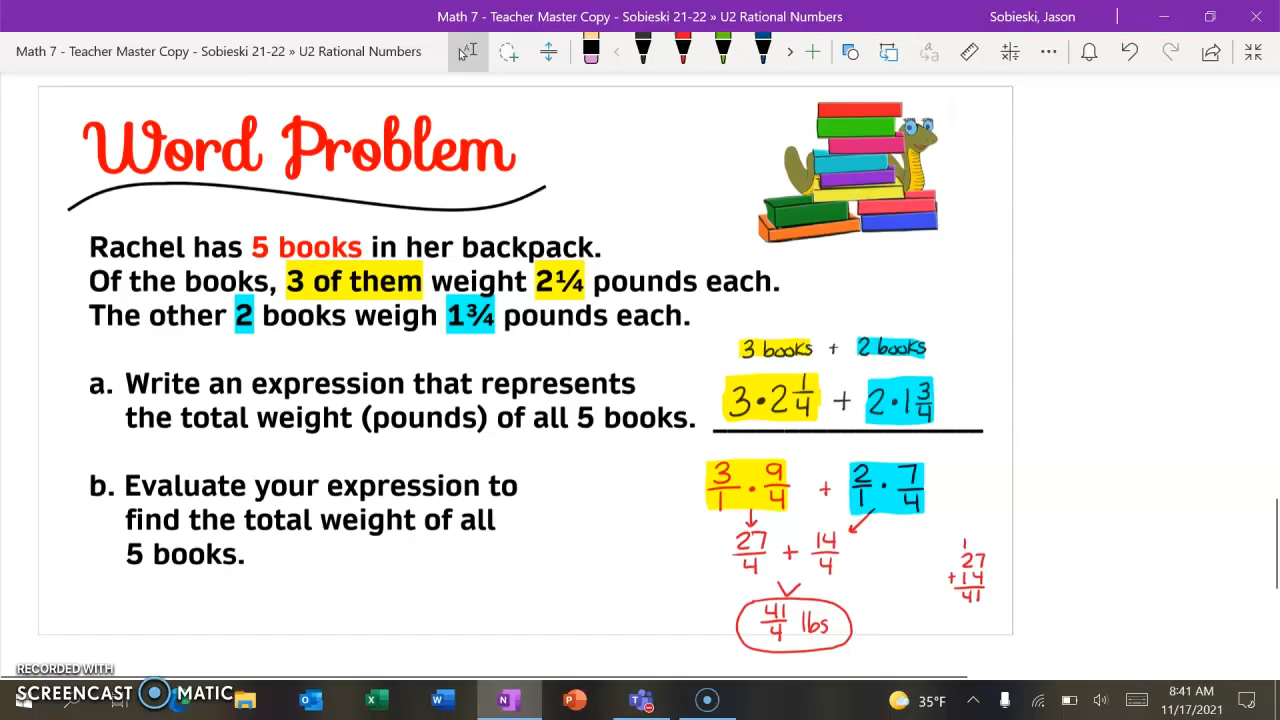 Math 7 - Teacher Master Copy - Sobieski 21-22 » U2 Rational Numbers
Sobieski, Jason
Math 7 - Teacher Master Copy - Sobieski 21-22 » U2 Rational Numbers
Word Problem
Rachel has 5 books in her backpack.
Of the books, 3 of them weight 2¼ pounds each.
The other 2 books weigh 1¾ pounds each.
3 books + 2 books
a. Write an expression that represents
the total weight (pounds) of all 5 books.
3 • 2 1/4 + 2 • 1 3/4
b. Evaluate your expression to
find the total weight of all
5 books.
3/1 • 9/4 + 2/1 • 7/4
27/4 + 14/4
1
27
+14
41
41/4 lbs
RECORDED WITH
SCREENCAST MATIC
35°F
8:41 AM
11/17/2021